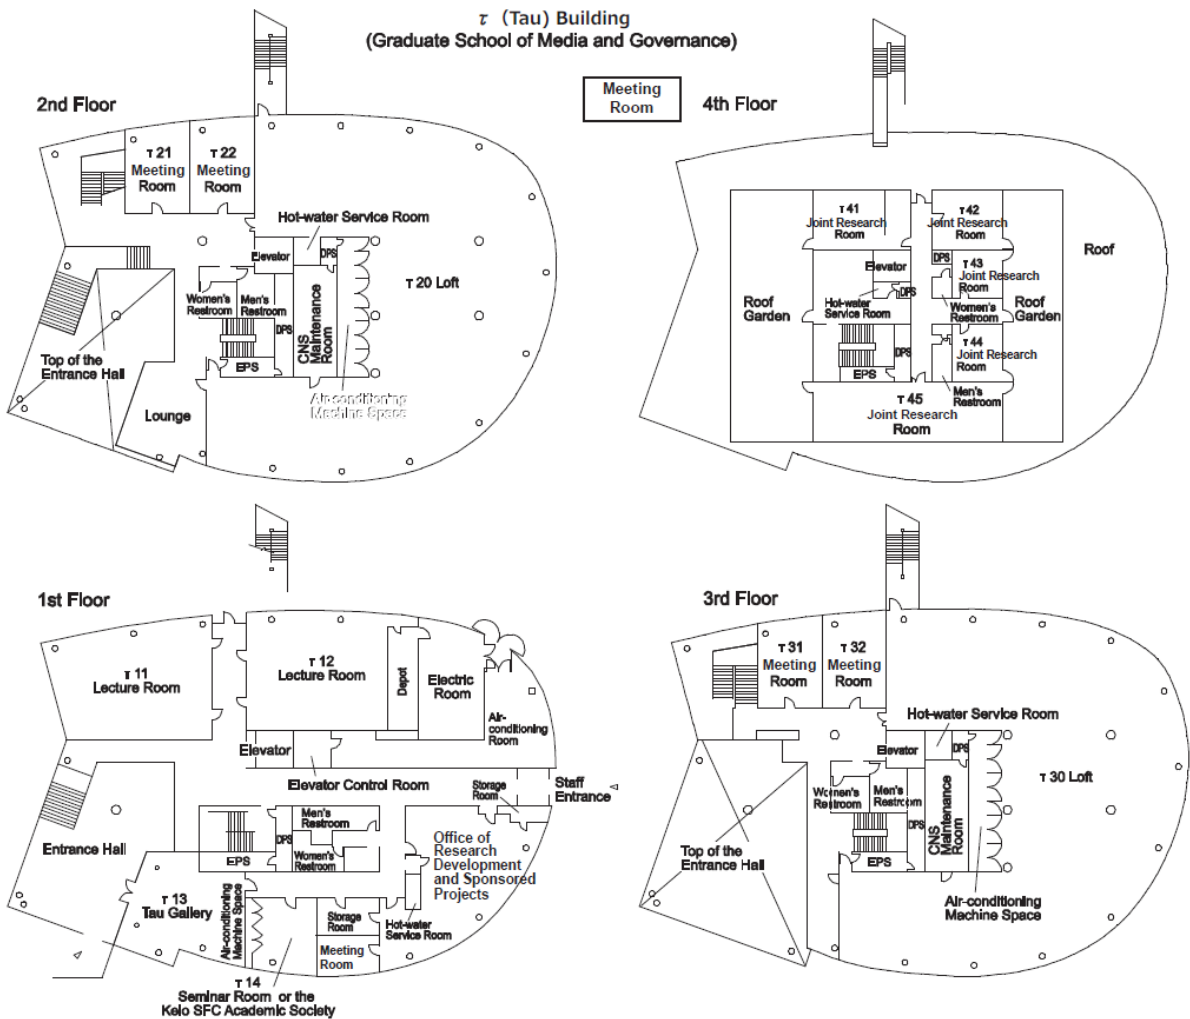 τ (Tau) Building
(Graduate School of Media and Governance)
Meeting
Room
2nd Floor
τ 21
Meeting
Room
τ 22
Meeting
Room
Hot-water Service Room
Elevator
DPS
τ 20 Loft
Women's
Restroom
Men's
Restroom
DPS
CNS
Maintenance
Room
EPS
Top of the
Entrance Hall
Lounge
Air-conditioning
Machine Space
4th Floor
τ 41
Joint Research
Room
τ 42
Joint Research
Room
Roof
Elevator
DPS
τ 43
Joint Research
Room
Hot-water
Service Room
DPS
Women's
Restroom
Roof
Garden
Roof
Garden
τ 44
Joint Research
Room
DPS
EPS
Men's
Restroom
τ 45
Joint Research
Room
1st Floor
τ 11
Lecture Room
τ 12
Lecture Room
Depot
Electric
Room
Air-
conditioning
Room
Elevator
Elevator Control Room
Storage
Room
Staff
Entrance
Men's
Restroom
DPS
Women's
Restroom
EPS
Office of
Research
Development
and Sponsored
Projects
Entrance Hall
τ 13
Tau Gallery
Air-conditioning
Machine Space
Storage
Room
Hot-water
Service Room
Meeting
Room
τ 14
Seminar Room or the
Keio SFC Academic Society
3rd Floor
τ 31
Meeting
Room
τ 32
Meeting
Room
Hot-water Service Room
Elevator
DPS
τ 30 Loft
Women's
Restroom
Men's
Restroom
DPS
CNS
Maintenance
Room
EPS
Top of the
Entrance Hall
Air-conditioning
Machine Space